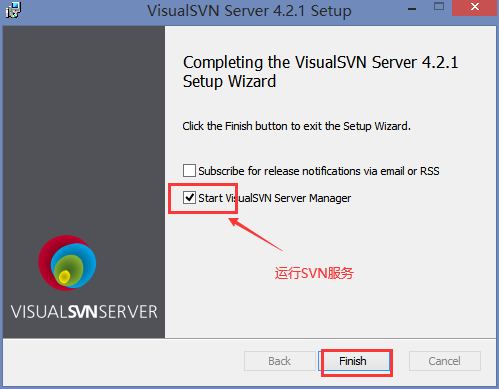 VisualSVN Server 4.2.1 Setup
Completing the VisualSVN Server 4.2.1
Setup Wizard
Click the Finish button to exit the Setup Wizard.
Subscribe for release notifications via email or RSS
Start VisualSVN Server Manager
运行SVN服务
VISUALSVNSERVER
Back
Finish
Cancel